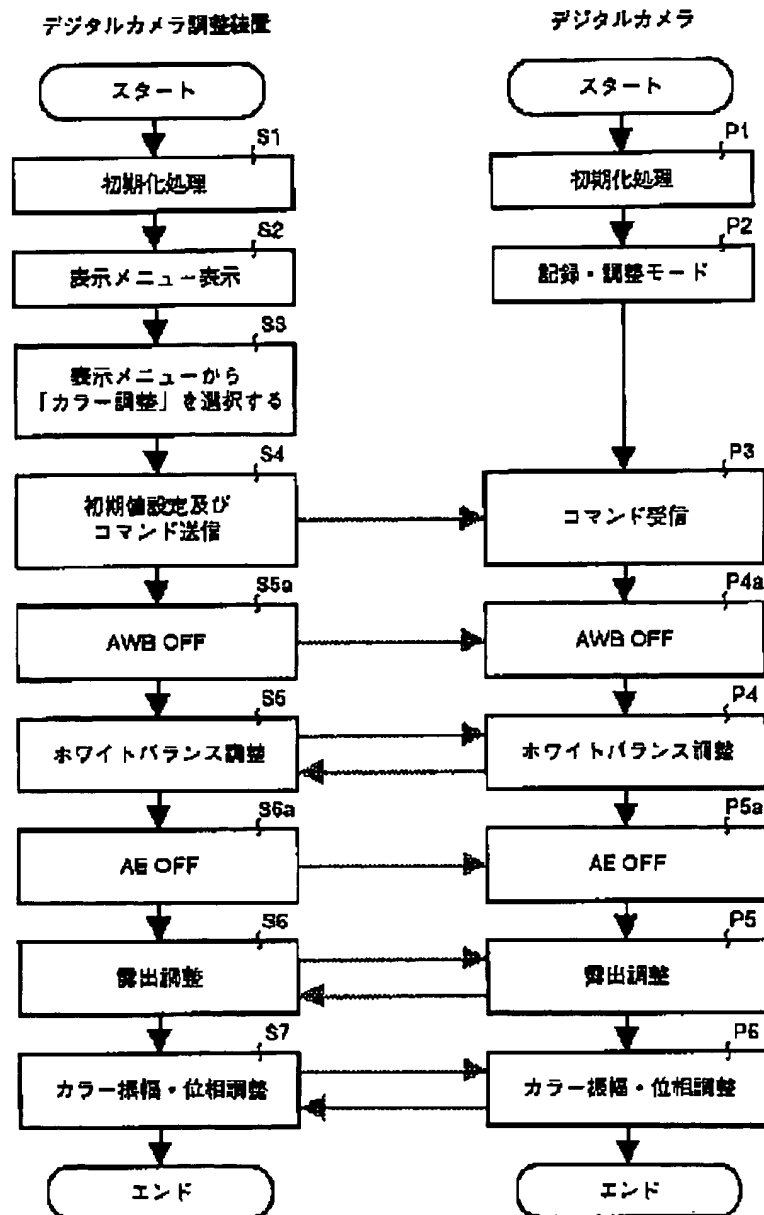 デジタルカメラ調整装置
スタート
S1
初期化処理
S2
表示メニュー表示
S3
表示メニューから
「カラー調整」を選択する
S4
初期値設定及び
コマンド送信
S5a
AWB OFF
S5
ホワイトバランス調整
S6a
AE OFF
S6
露出調整
S7
カラー振幅・位相調整
エンド
デジタルカメラ
スタート
P1
初期化処理
P2
記録・調整モード
P3
コマンド受信
P4a
AWB OFF
P4
ホワイトバランス調整
P5a
AE OFF
P5
露出調整
P6
カラー振幅・位相調整
エンド